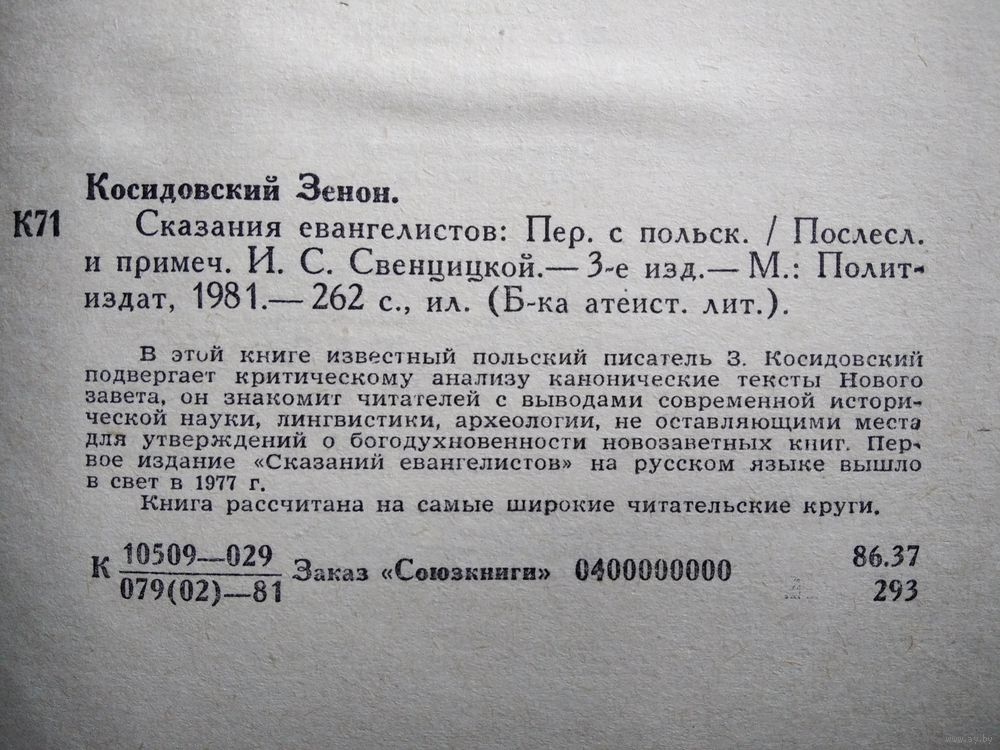 Косидовский Зенон.
К71 Сказания евангелистов: Пер. с польск. / Послесл.
и примеч. И. С. Свенцицкой.— 3-е изд.— М.: Полит-
издат, 1981.— 262 с., ил. (Б-ка атеист. лит.).
В этой книге известный польский писатель З. Косидовский
подвергает критическому анализу канонические тексты Нового
завета, он знакомит читателей с выводами современной истори-
ческой науки, лингвистики, археологии, не оставляющими места
для утверждений о богодухновенности новозаветных книг. Пер-
вое издание «Сказаний евангелистов» на русском языке вышло
в свет в 1977 г.
Книга рассчитана на самые широкие читательские круги.
К 10509—029
079(02)—81
Заказ «Союзкниги» 0400000000
86.37
293
www.ay.by